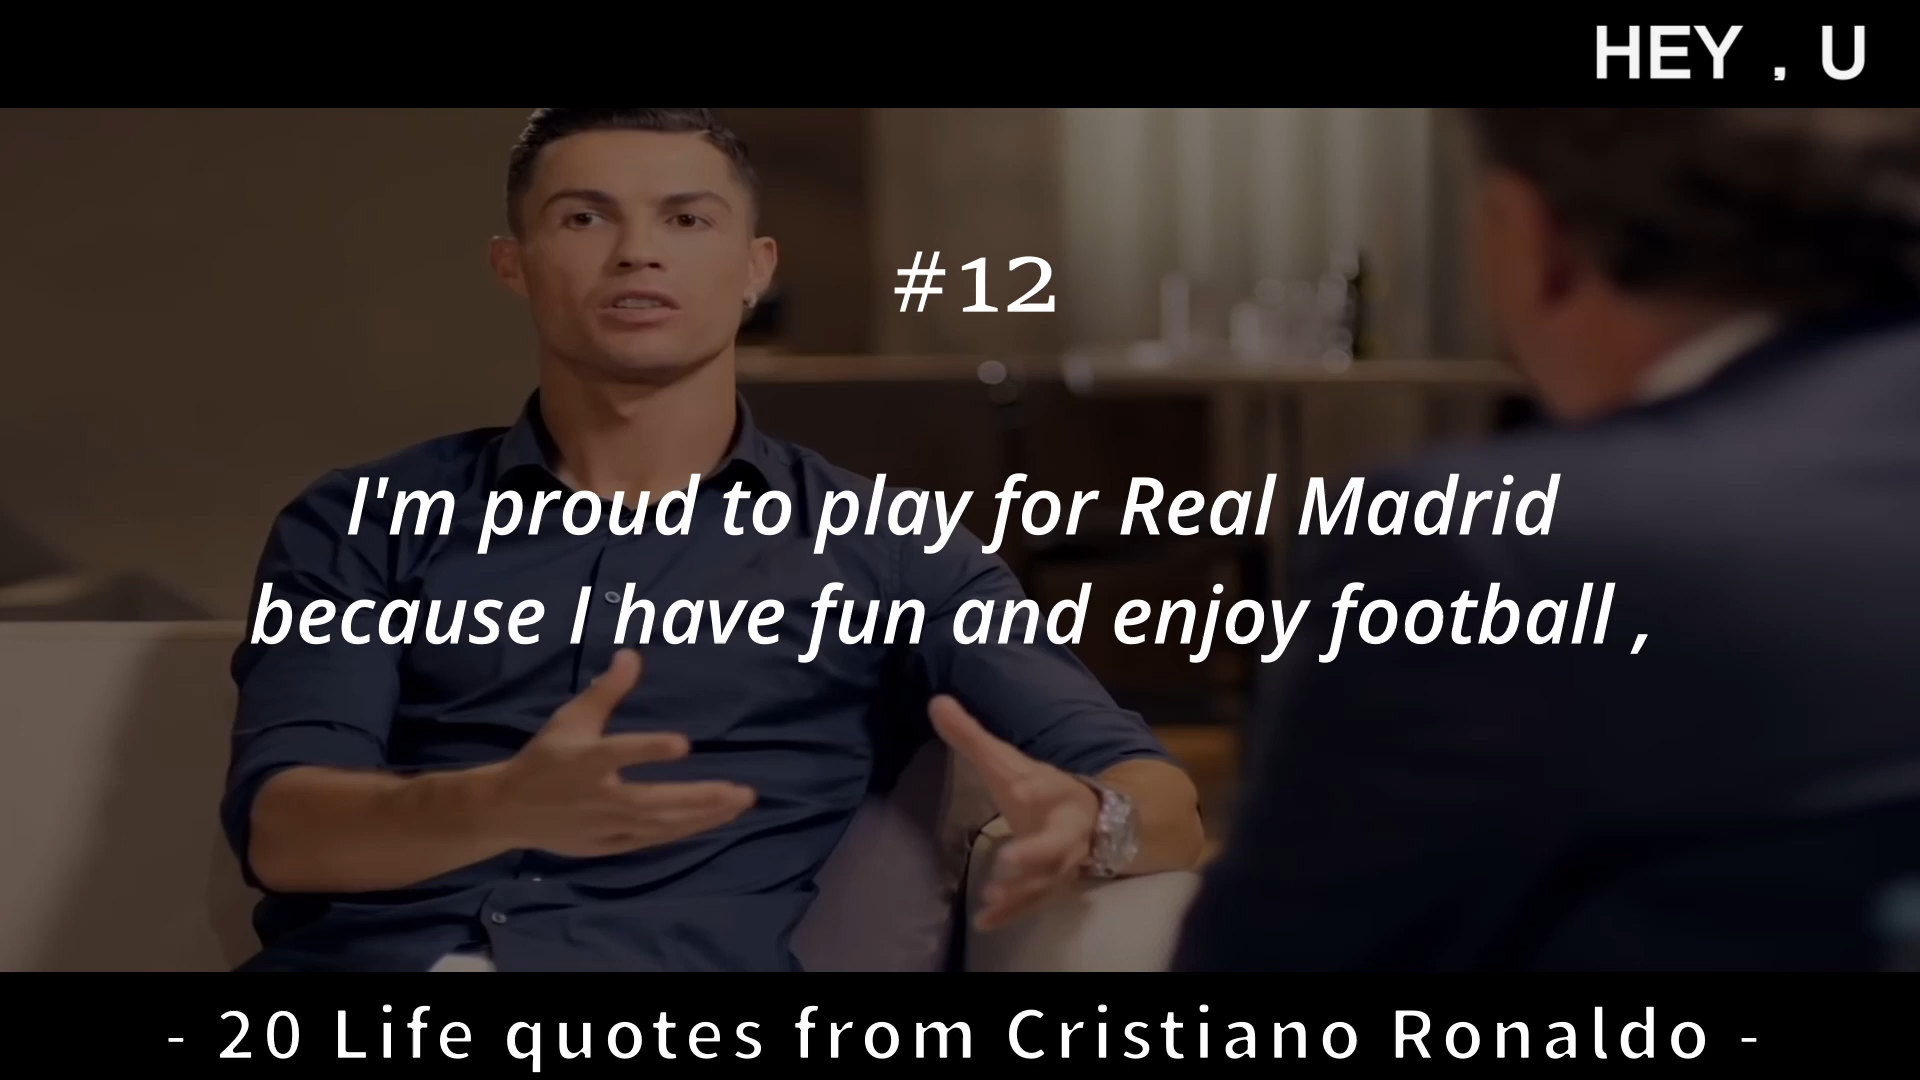 HEY , U
#12
I'm proud to play for Real Madrid
because I have fun and enjoy football ,
- 20 Life quotes from Cristiano Ronaldo -